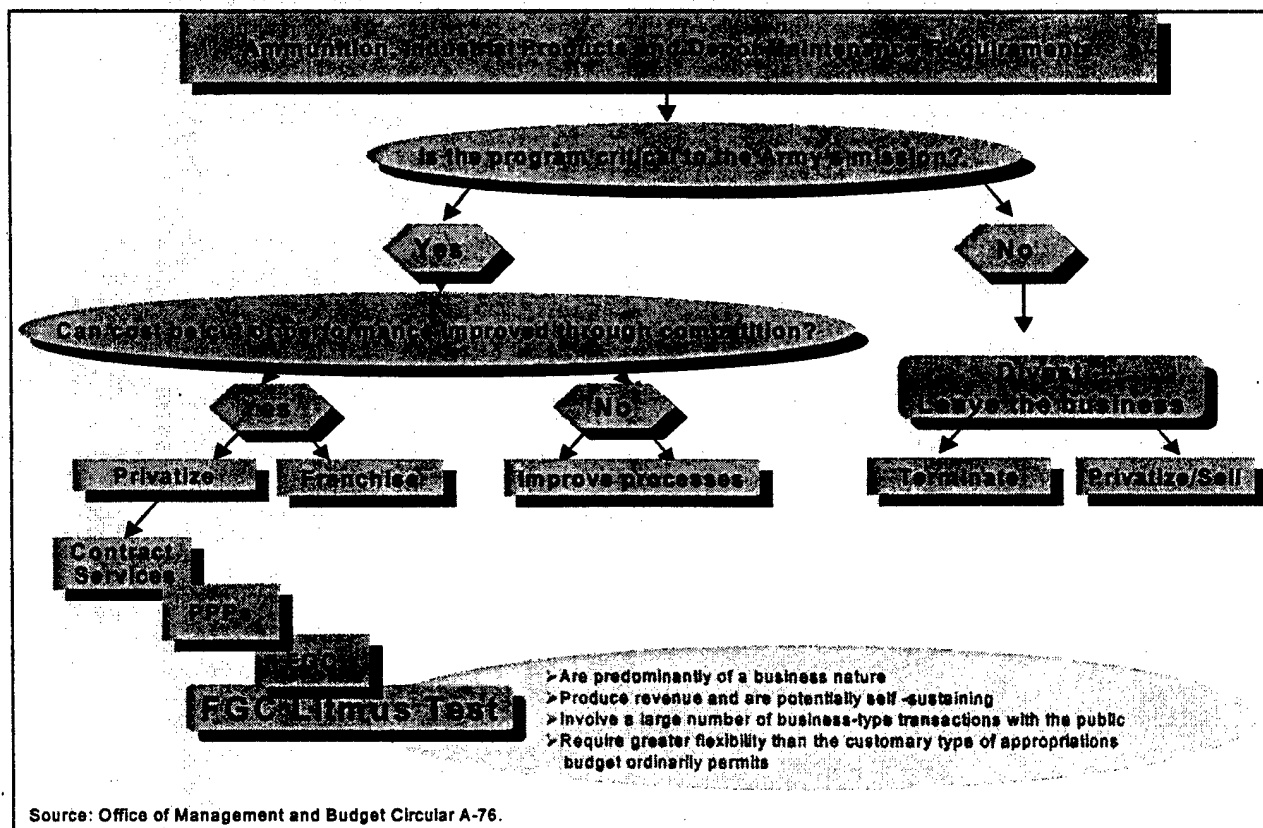 Ammunition, Industrial Products and Depot Maintenance Requirements
Is the program critical to the Army's mission?
Yes
No
Can cost be cut or performance improved through competition?
Divest
Leave the business
Yes
No
Privatize
Franchise
Improve processes
Terminate
Privatize/Sell
Contract
Services
PPPs
FGC
FGC Litmus Test
➢Are predominantly of a business nature
➢Produce revenue and are potentially self -sustaining
➢Involve a large number of business-type transactions with the public
➢Require greater flexibility than the customary type of appropriations
budget ordinarily permits
Source: Office of Management and Budget Circular A-76.